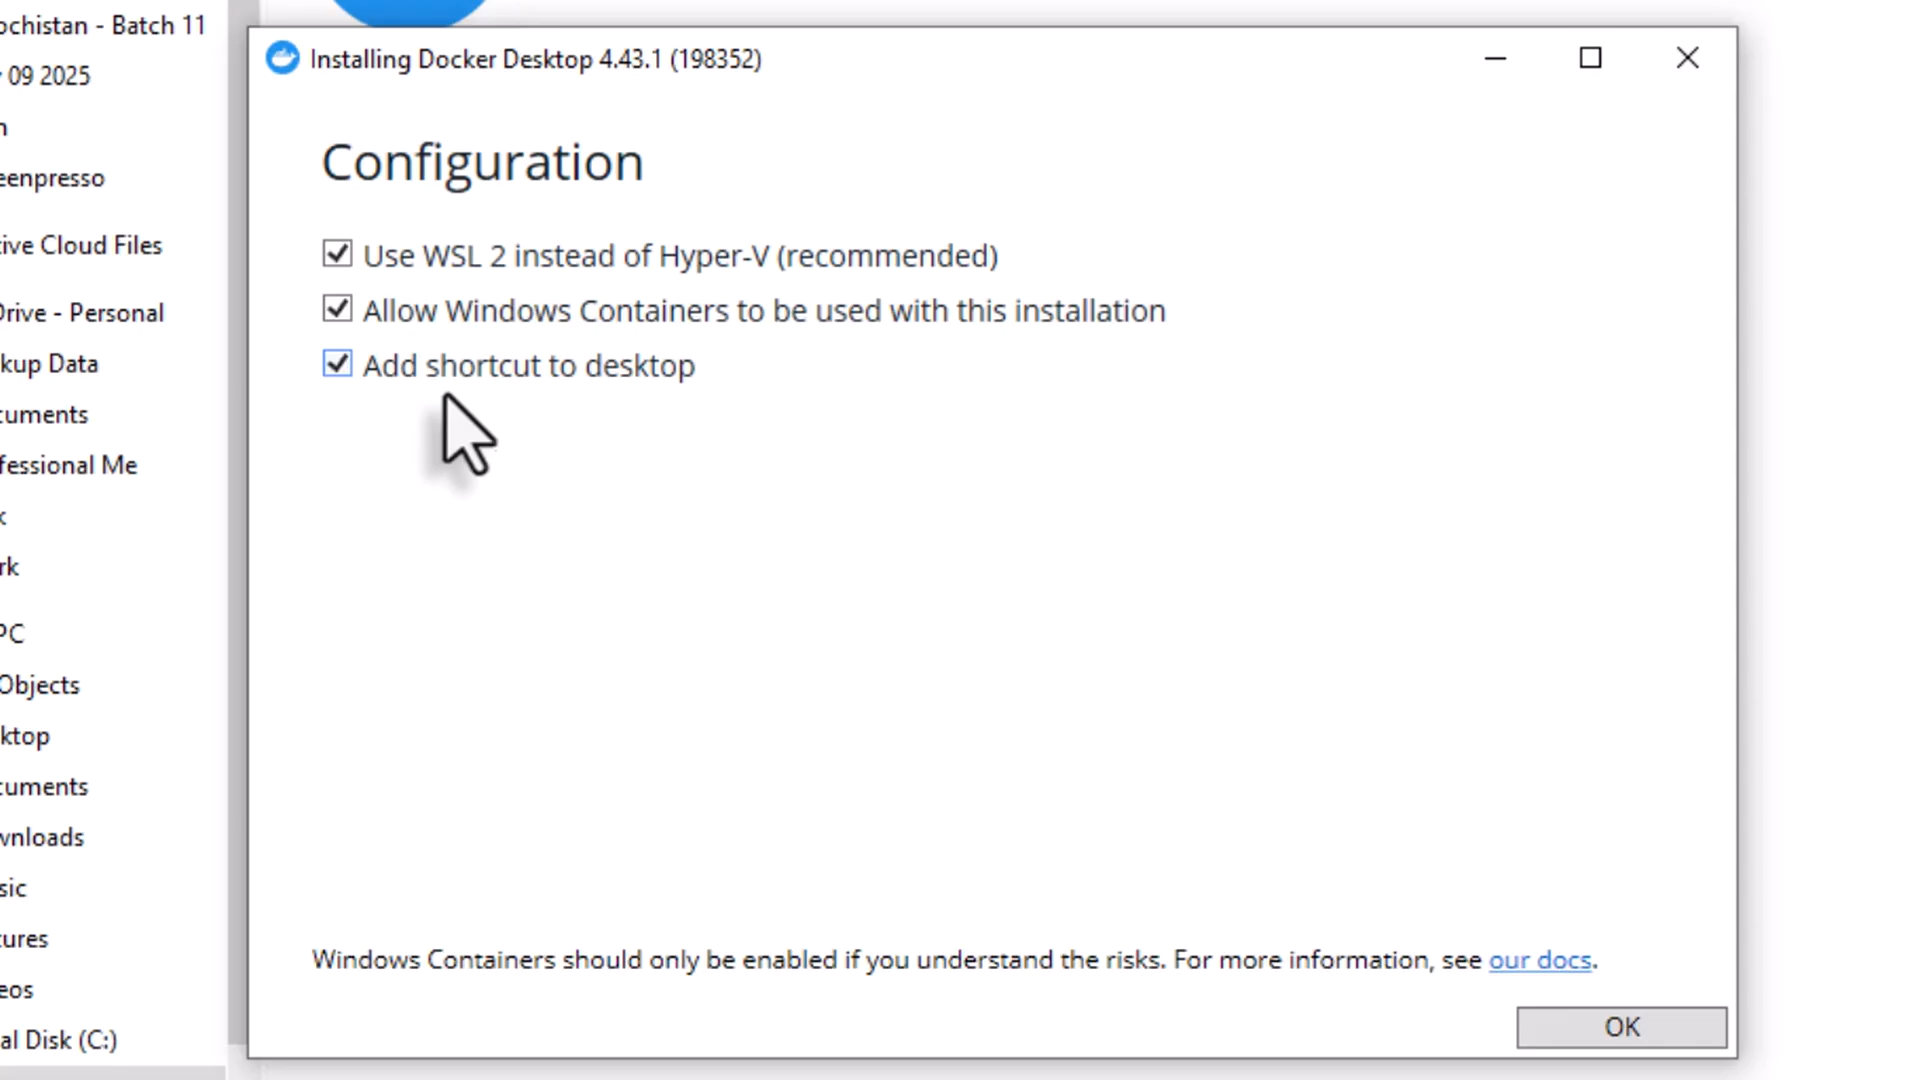 ochistan - Batch 11
09 2025
eenpresso
ive Cloud Files
Drive - Personal
kup Data
cuments
fessional Me
rk
PC
Objects
ktop
cuments
wnloads
sic
tures
eos
al Disk (C:)
Installing Docker Desktop 4.43.1 (198352)
Configuration
Use WSL 2 instead of Hyper-V (recommended)
Allow Windows Containers to be used with this installation
Add shortcut to desktop
Windows Containers should only be enabled if you understand the risks. For more information, see our docs.
OK